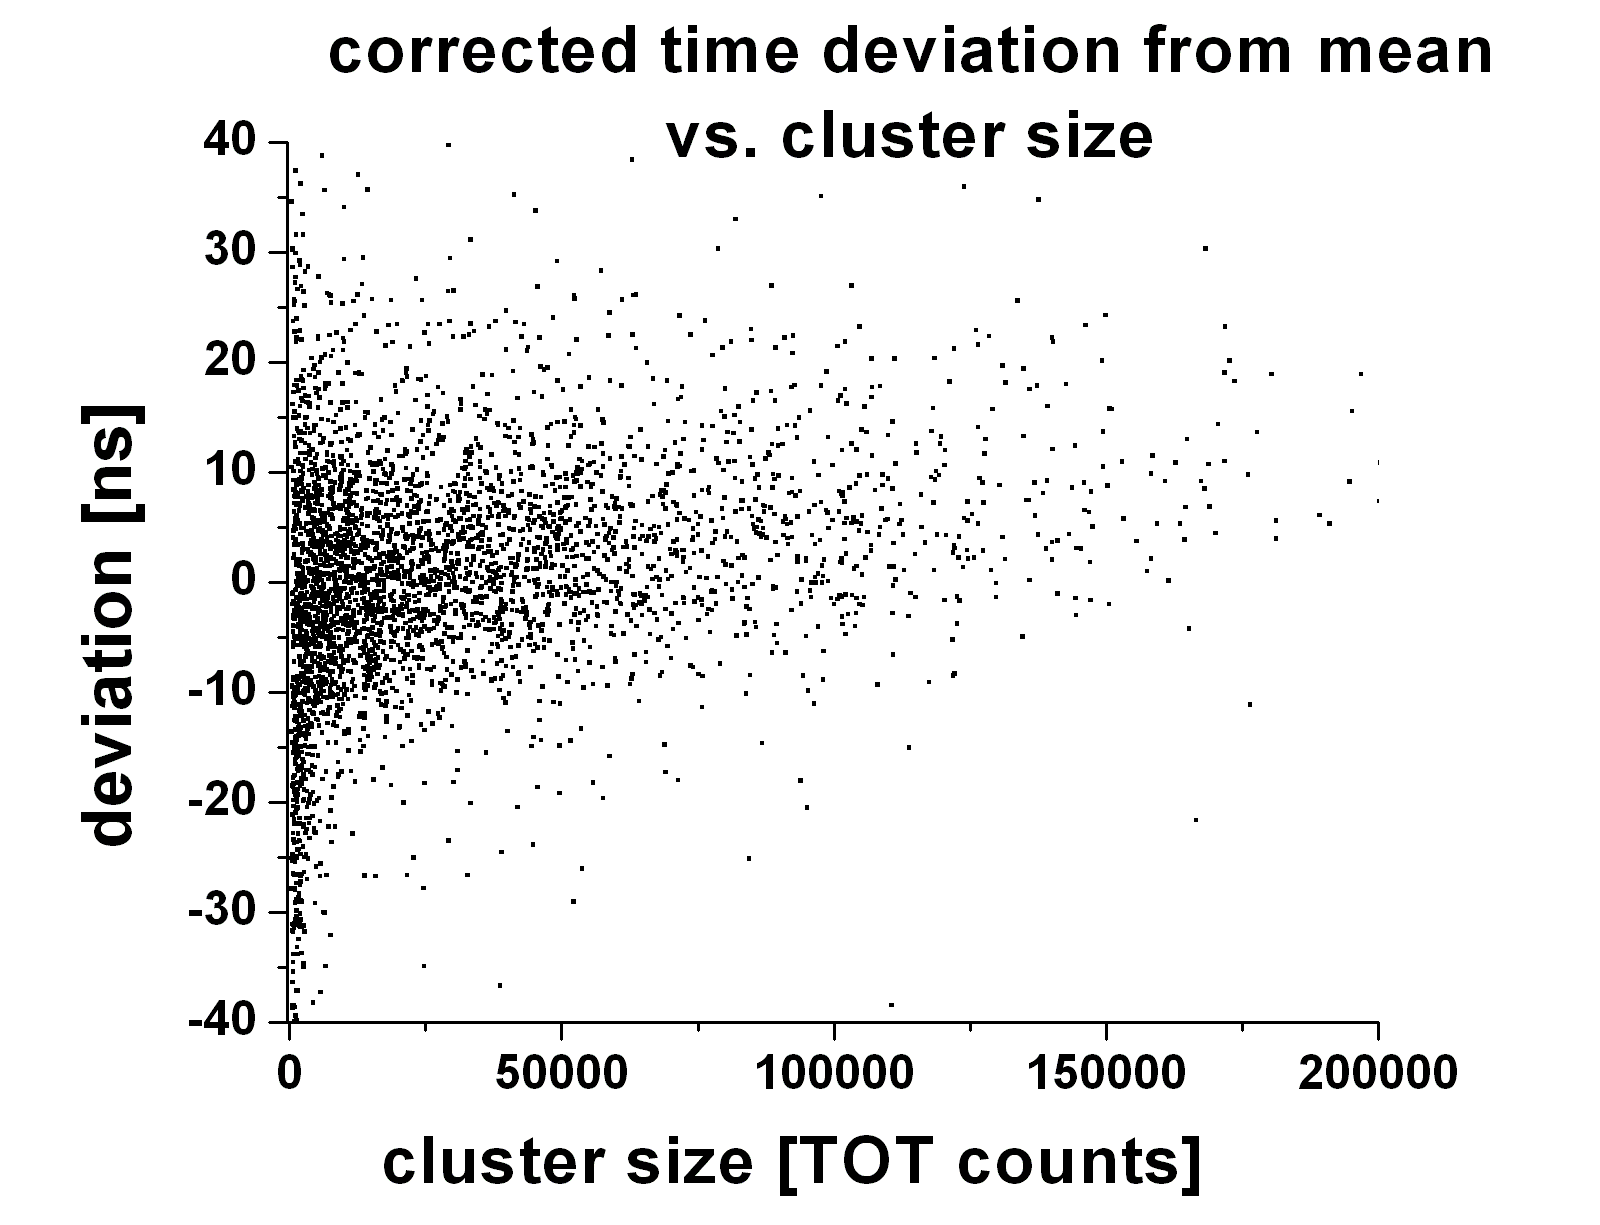 corrected time deviation from mean
vs. cluster size
40
30
20
10
0
-10
-20
-30
-40
deviation [ns]
0 50000 100000 150000 200000
cluster size [TOT counts]